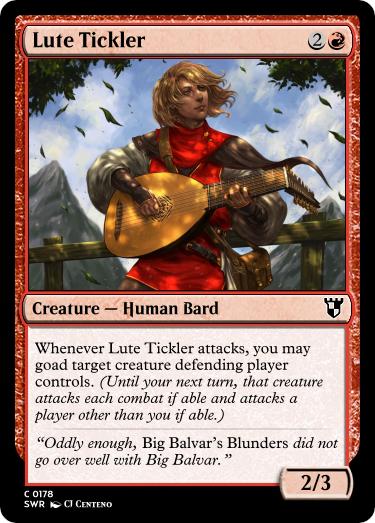 Lute Tickler 2
Creature — Human Bard
Whenever Lute Tickler attacks, you may
goad target creature defending player
controls. (Until your next turn, that creature
attacks each combat if able and attacks a
player other than you if able.)
“Oddly enough, Big Balvar’s Blunders did not
go over well with Big Balvar.”
2/3
C 0178
SWR CJ Centeno